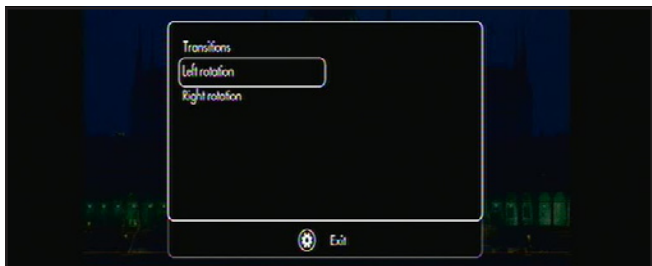 Transitions
Left rotation
Right rotation
Exit